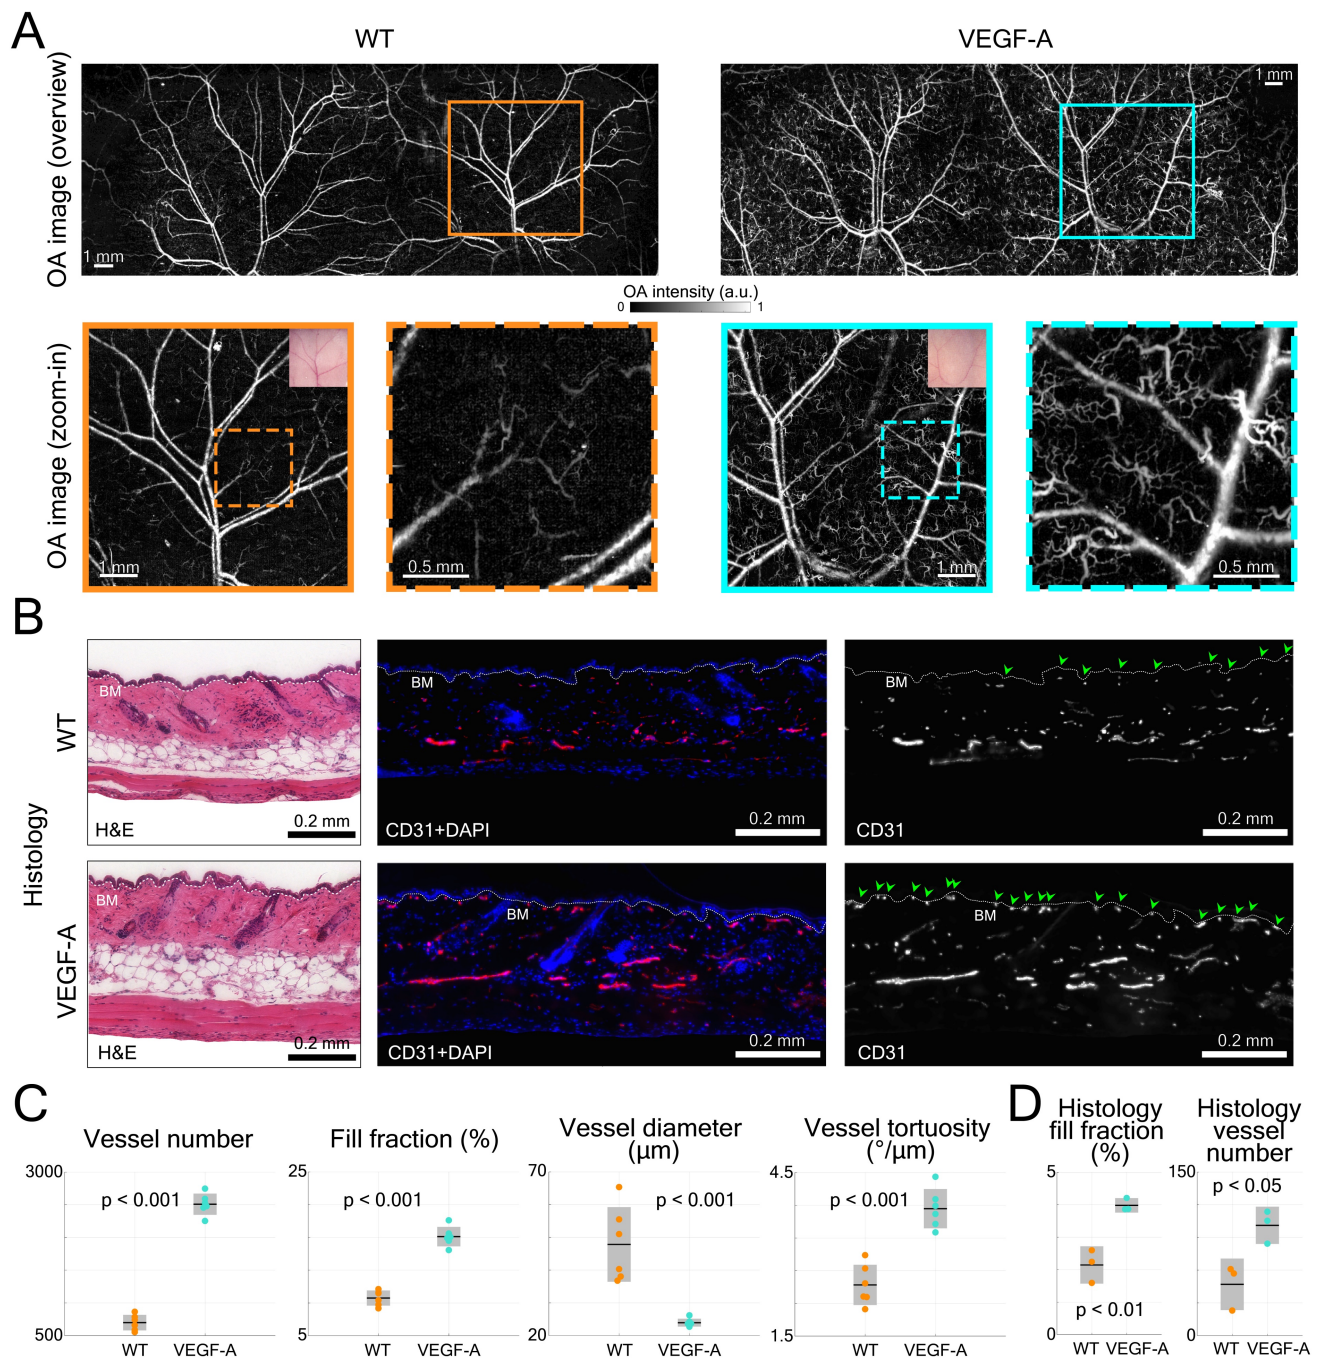 A
WT
VEGF-A
OA image (overview)
1 mm
1 mm
OA intensity (a.u.)
0
1
OA image (zoom-in)
1 mm
0.5 mm
1 mm
0.5 mm
B
Histology
WT
BM
H&E
0.2 mm
BM
CD31+DAPI
0.2 mm
BM
CD31
0.2 mm
VEGF-A
BM
H&E
0.2 mm
BM
CD31+DAPI
0.2 mm
BM
CD31
0.2 mm
C
Vessel number
3000
p < 0.001
500
WT
VEGF-A
Fill fraction (%)
25
p < 0.001
5
WT
VEGF-A
Vessel diameter
(µm)
70
p < 0.001
20
WT
VEGF-A
Vessel tortuosity
(°/µm)
4.5
p < 0.001
1.5
WT
VEGF-A
D
Histology
fill fraction
(%)
5
p < 0.01
0
WT
VEGF-A
Histology
vessel
number
150
p < 0.05
0
WT
VEGF-A